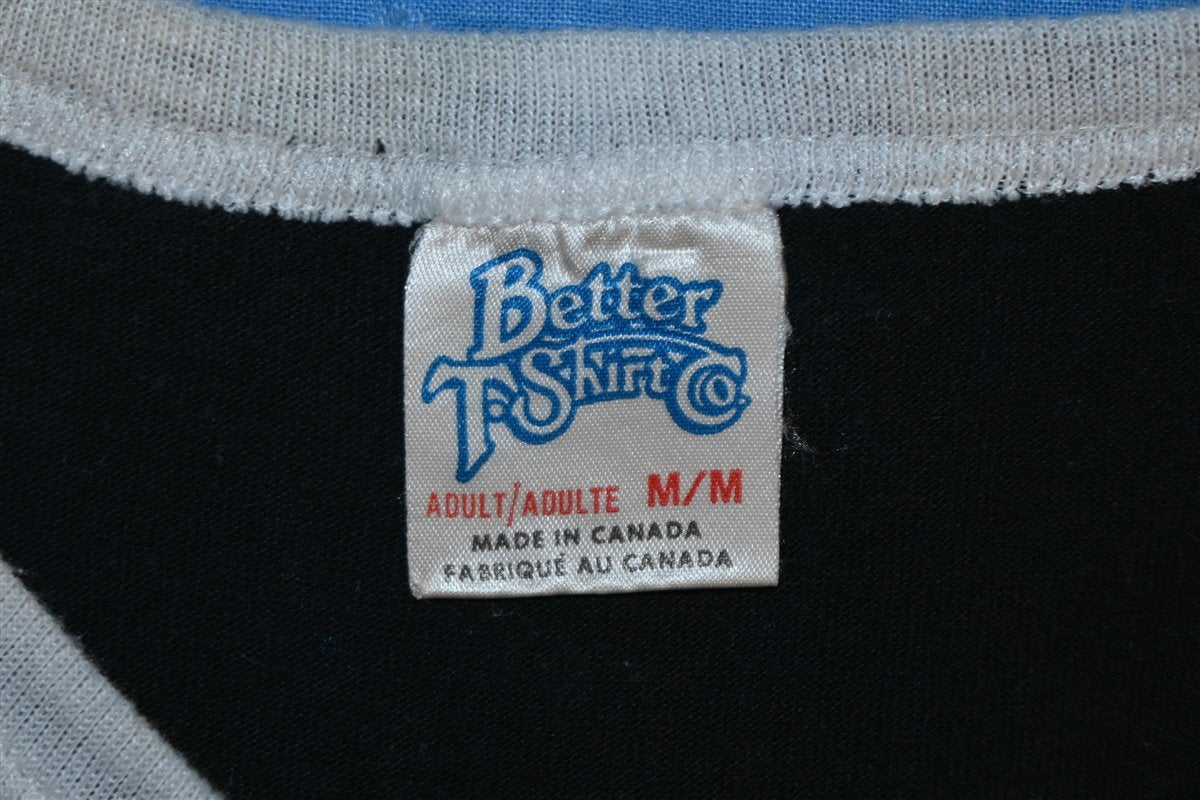 Better
T-Shirt Co.
ADULT/ADULTE M/M
MADE IN CANADA
FABRIQUÉ AU CANADA